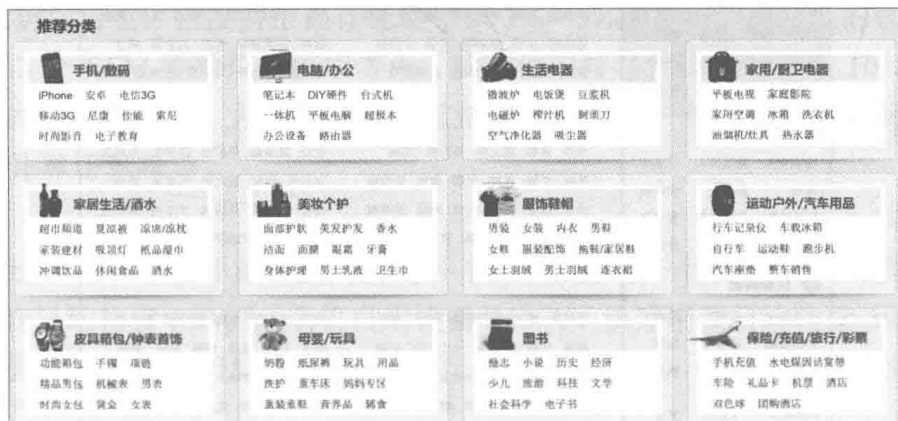 推荐分类
手机/数码
iPhone 安卓 电信3G
移动3G 尼康 佳能 索尼
时尚影音 电子教育
电脑/办公
笔记本 DIY硬件 台式机
一体机 平板电脑 超极本
办公设备 路由器
生活电器
微波炉 电饭煲 豆浆机
电磁炉 榨汁机 剃须刀
空气净化器 吸尘器
家用/厨卫电器
平板电视 家庭影院
家用空调 冰箱 洗衣机
油烟机/灶具 热水器
家居生活/酒水
超市频道 夏凉被 凉席/凉枕
家装建材 吸顶灯 纸品湿巾
冲调饮品 休闲食品 酒水
美妆个护
面部护肤 美发护发 香水
洁面 面膜 眼霜 牙膏
身体护理 男士乳液 卫生巾
服饰鞋帽
男装 女装 内衣 男鞋
女鞋 服装配饰 拖鞋/家居鞋
女士羽绒 男士羽绒 连衣裙
运动户外/汽车用品
行车记录仪 车载冰箱
自行车 运动鞋 跑步机
汽车座垫 整车销售
皮具箱包/钟表首饰
功能箱包 手镯 项链
精品男包 机械表 男表
时尚女包 黄金 女表
母婴/玩具
奶粉 纸尿裤 玩具 用品
洗护 童车床 妈妈专区
童装童鞋 营养品 辅食
图书
励志 小说 历史 经济
少儿 旅游 科技 文学
社会科学 电子书
保险/充值/旅行/彩票
手机充值 水电煤固话宽带
车险 礼品卡 机票 酒店
双色球 团购酒店